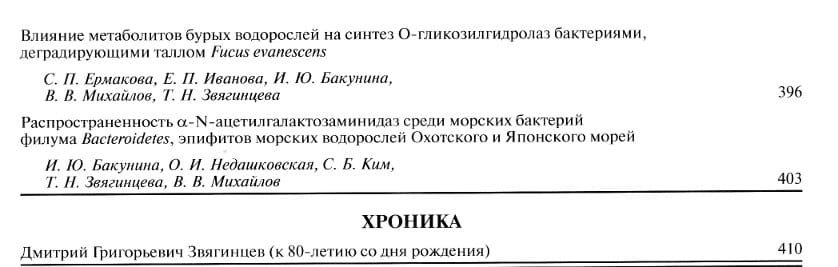 Влияние метаболитов бурых водорослей на синтез О-гликозилгидролаз бактериями,
деградирующими таллом Fucus evanescens
С. П. Ермакова, Е. П. Иванова, И. Ю. Бакунина,
В. В. Михайлов, Т. Н. Звягинцева 396
Распространенность α-N-ацетилгалактозаминидаз среди морских бактерий
филума Bacteroidetes, эпифитов морских водорослей Охотского и Японского морей
И. Ю. Бакунина, О. И. Недашковская, С. Б. Ким,
Т. Н. Звягинцева, В. В. Михайлов 403
ХРОНИКА
Дмитрий Григорьевич Звягинцев (к 80-летию со дня рождения) 410